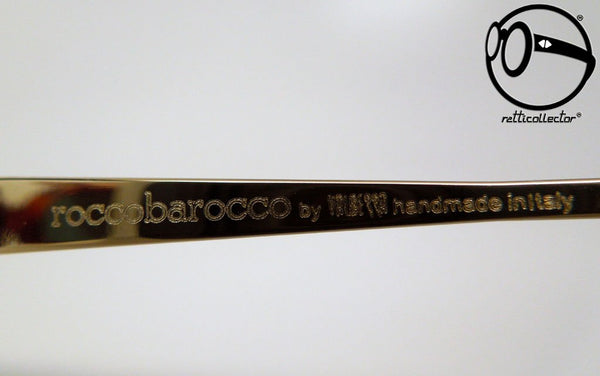 retticollector®
roccobarocco by handmade in Italy